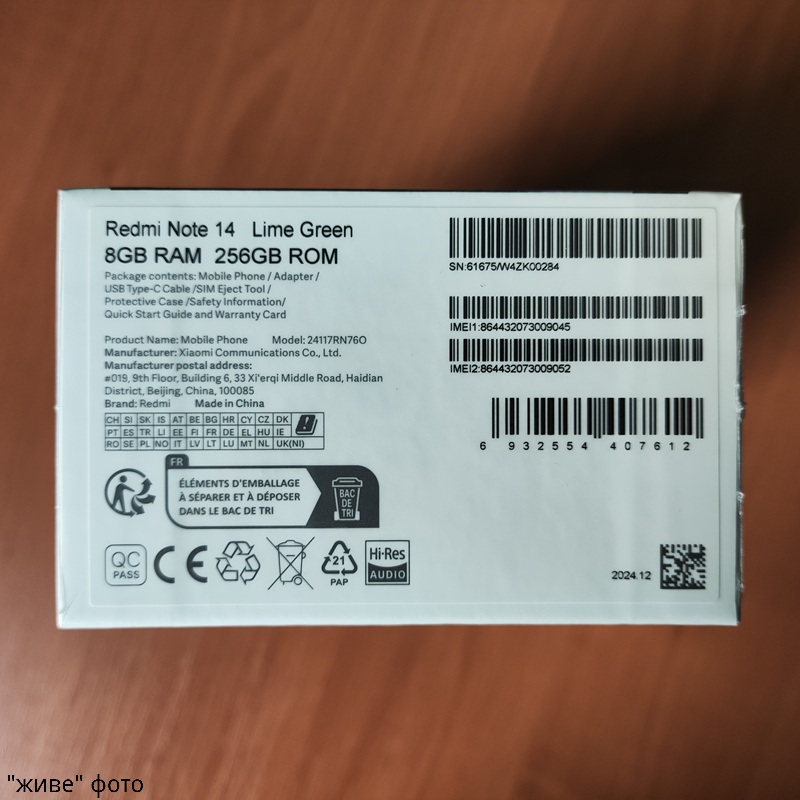 Redmi Note 14 Lime Green
8GB RAM 256GB ROM
Package contents: Mobile Phone / Adapter /
USB Type-C Cable /SIM Eject Tool /
Protective Case /Safety Information/
Quick Start Guide and Warranty Card
Product Name: Mobile Phone Model: 24117RN76O
Manufacturer: Xiaomi Communications Co., Ltd.
Manufacturer postal address:
#019, 9th Floor, Building 6, 33 Xi'erqi Middle Road, Haidian
District, Beijing, China, 100085
Brand: Redmi Made in China
CH SI SK IS AT BE BG HR CY CZ DK
PT ES TR LI EE FI FR DE EL HU IE
RO SE PL NO IT LV LT LU MT NL UK(NI)
FR
ÉLÉMENTS D'EMBALLAGE
À SÉPARER ET À DÉPOSER
DANS LE BAC DE TRI
BAC
DE
TRI
QC
PASS
CE
21
PAP
Hi-Res
AUDIO
SN:61675/W4ZK00284
IMEI1:864432073009045
IMEI2:864432073009052
6 932554 407612
2024.12
"живе" фото